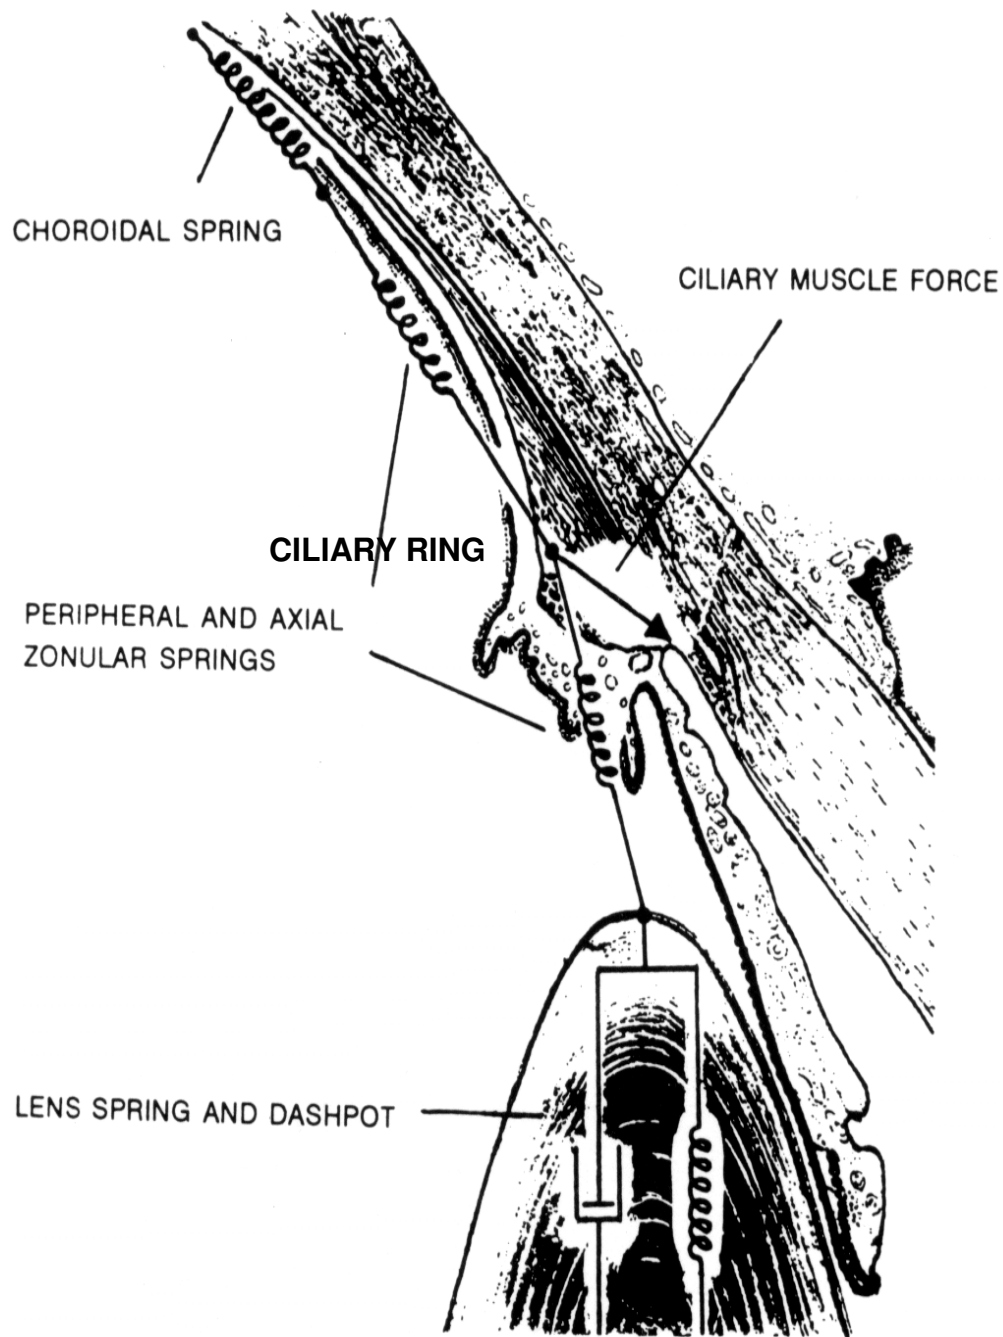 CHOROIDAL SPRING
CILIARY MUSCLE FORCE
CILIARY RING
PERIPHERAL AND AXIAL
ZONULAR SPRINGS
LENS SPRING AND DASHPOT